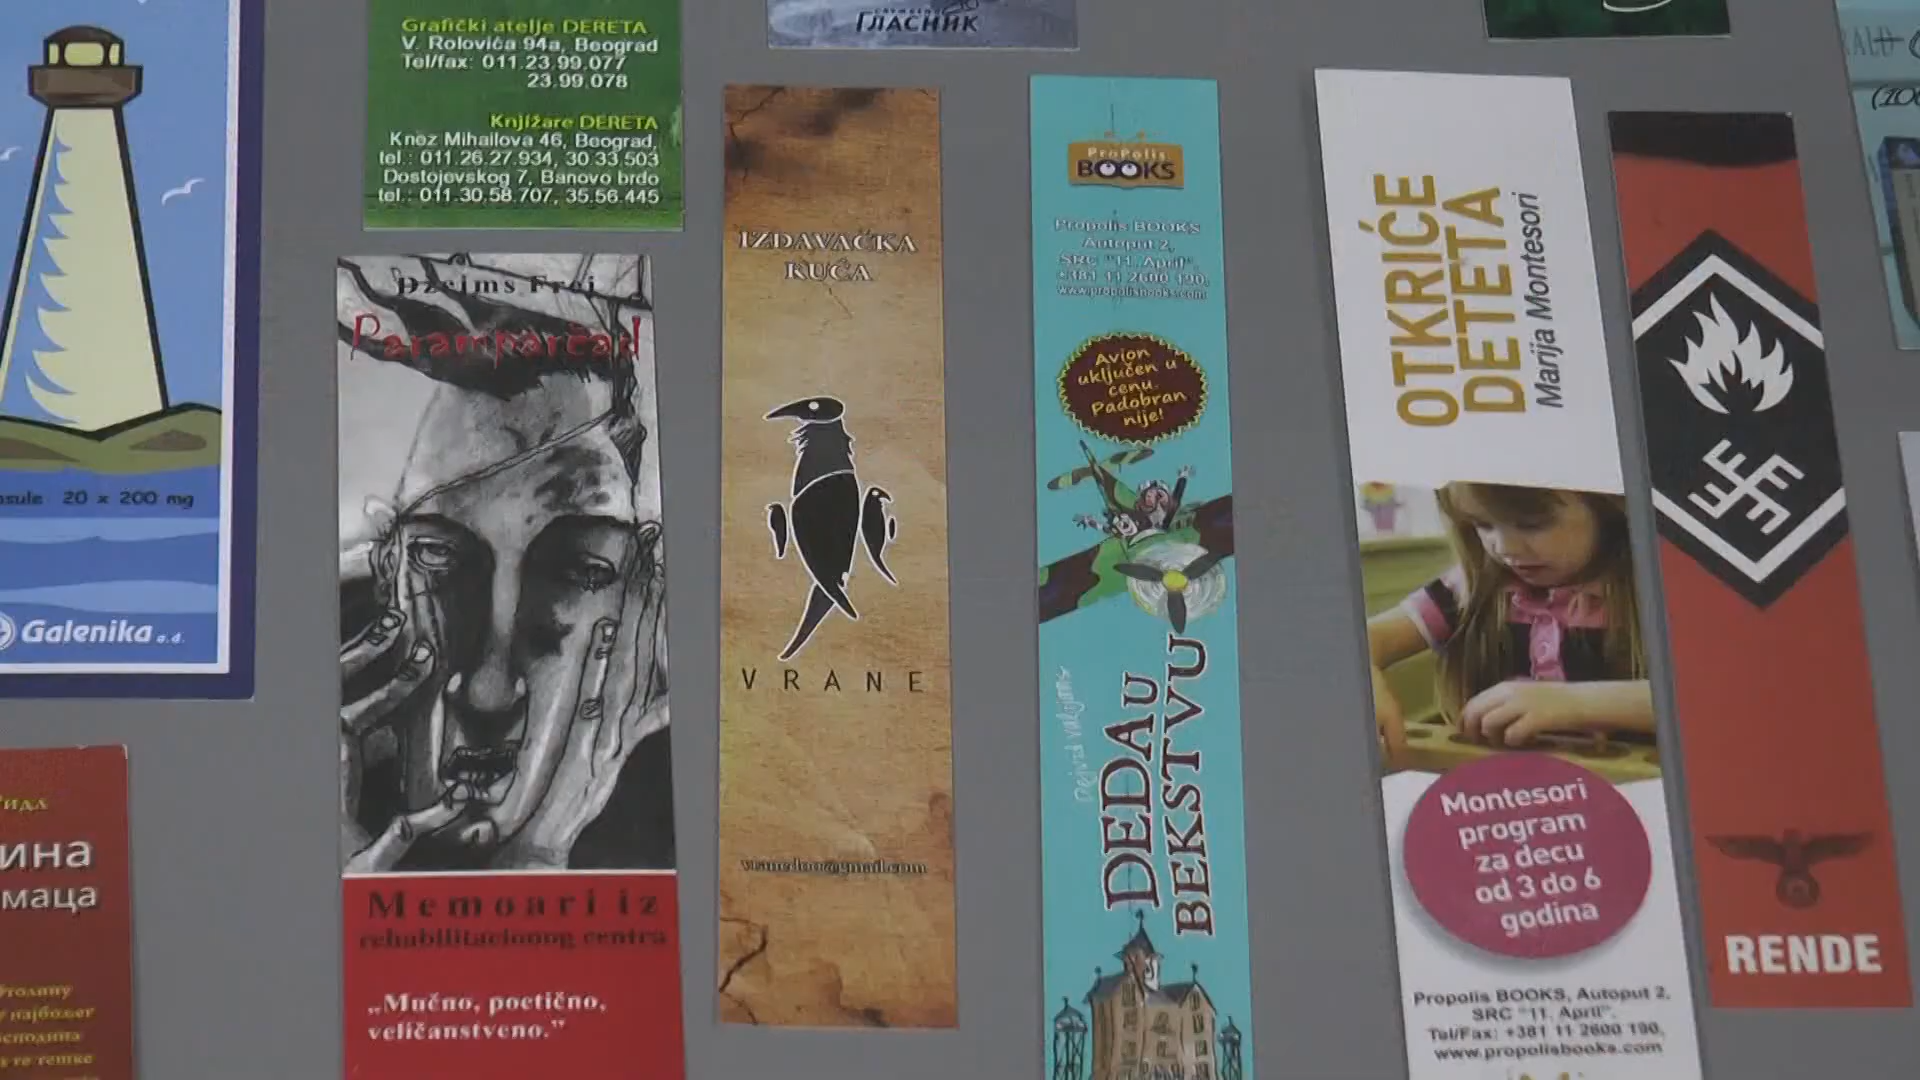 Grafički atelje DERETA
V. Rolovića 94a, Beograd
Tel/fax: 011.23.99.077
23.99.078
Knjižare DERETA
Knez Mihailova 46, Beograd,
tel.: 011.26.27.934, 30.33.503
Dostojevskog 7, Banovo brdo
tel.: 011.30.58.707, 35.56.445
ГЛАСНИК
20 x 200 mg
Galenika a.d.
ина
маца
Džejms Frej
Paramparčad
Memoari iz
rehabilitacionog centra
„Mučno, poetično,
veličanstveno.”
IZDAVAČKA
KUĆA
VRANE
vranedoo@gmail.com
ProPolis
BOOKS
Propolis BOOKS
Autoput 2,
SRC "11. April",
+381 11 2600 190,
www.propolisbooks.com
Avion
uključen u
cenu.
Padobran
nije!
Dejvid Valijams
DEDA U
BEKSTVU
OTKRIĆE
DETETA
Marija Montesori
Montesori
program
za decu
od 3 do 6
godina
Propolis BOOKS, Autoput 2,
SRC "11. April",
Tel/Fax: +381 11 2600 190,
www.propolisbooks.com
RENDE